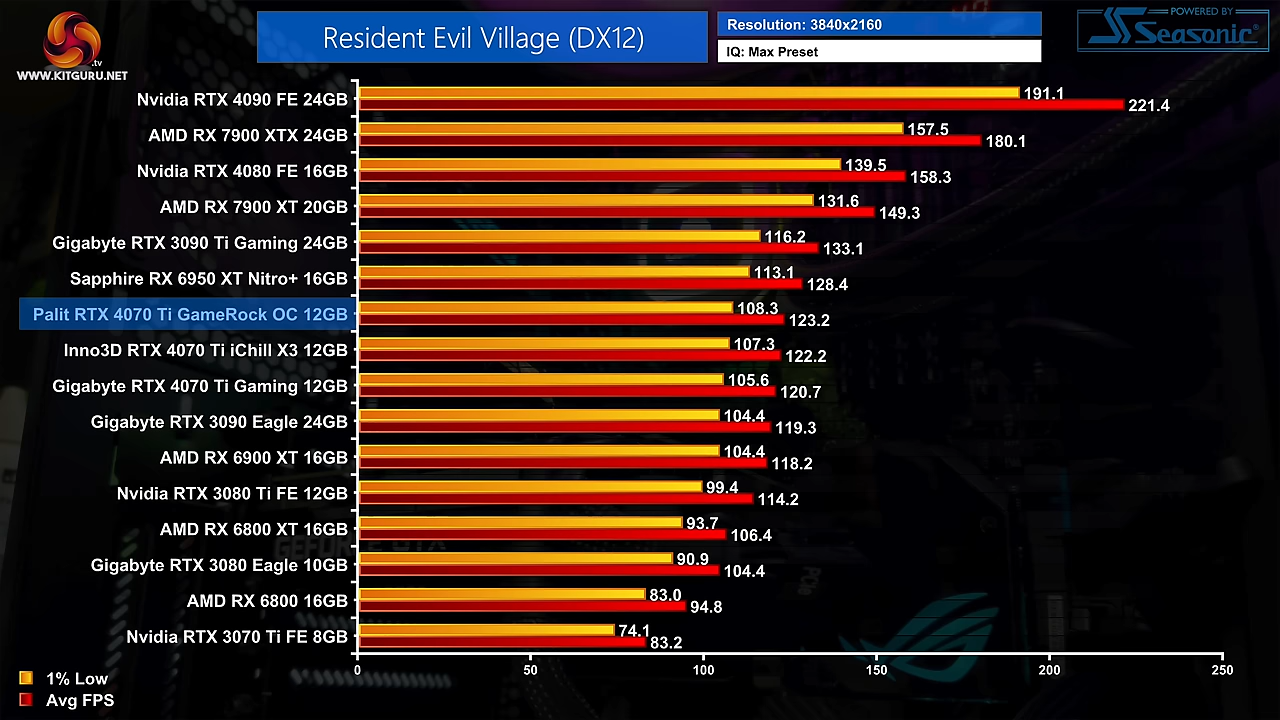 .tv
WWW.KITGURU.NET
Resident Evil Village (DX12)
Resolution: 3840x2160
IQ: Max Preset
POWERED BY
Seasonic
Nvidia RTX 4090 FE 24GB 191.1 221.4
AMD RX 7900 XTX 24GB 157.5 180.1
Nvidia RTX 4080 FE 16GB 139.5 158.3
AMD RX 7900 XT 20GB 131.6 149.3
Gigabyte RTX 3090 Ti Gaming 24GB 116.2 133.1
Sapphire RX 6950 XT Nitro+ 16GB 113.1 128.4
Palit RTX 4070 Ti GameRock OC 12GB 108.3 123.2
Inno3D RTX 4070 Ti iChill X3 12GB 107.3 122.2
Gigabyte RTX 4070 Ti Gaming 12GB 105.6 120.7
Gigabyte RTX 3090 Eagle 24GB 104.4 119.3
AMD RX 6900 XT 16GB 104.4 118.2
Nvidia RTX 3080 Ti FE 12GB 99.4 114.2
AMD RX 6800 XT 16GB 93.7 106.4
Gigabyte RTX 3080 Eagle 10GB 90.9 104.4
AMD RX 6800 16GB 83.0 94.8
Nvidia RTX 3070 Ti FE 8GB 74.1 83.2
0 50 100 150 200 250
1% Low
Avg FPS